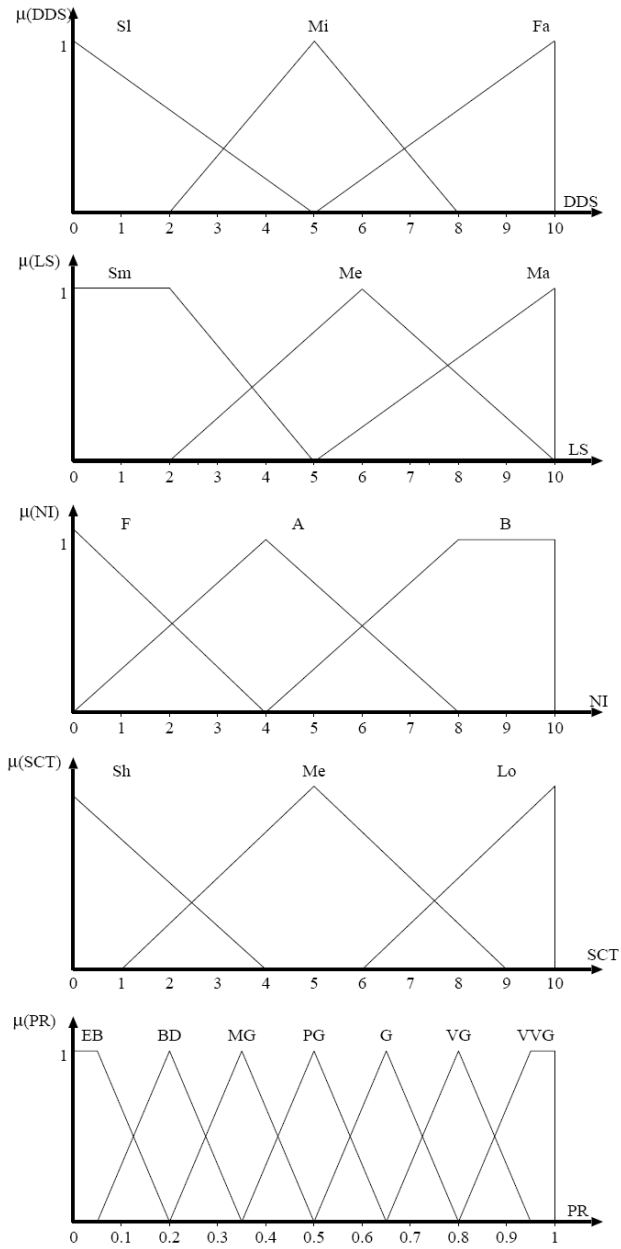 μ(DDS)
Sl Mi Fa
1
DDS
0 1 2 3 4 5 6 7 8 9 10
μ(LS)
Sm Me Ma
1
LS
0 1 2 3 4 5 6 7 8 9 10
μ(NI)
F A B
1
NI
0 1 2 3 4 5 6 7 8 9 10
μ(SCT)
Sh Me Lo
SCT
0 1 2 3 4 5 6 7 8 9 10
μ(PR)
EB BD MG PG G VG VVG
1
PR
0 0.1 0.2 0.3 0.4 0.5 0.6 0.7 0.8 0.9 1